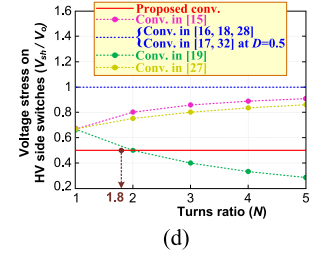 Voltage stress on
HV side switches (Vsh / Vo)
1.6
1.4
1.2
1
0.8
0.6
0.4
0.2
Proposed conv.
Conv. in [15]
{Conv. in [16, 18, 28]
Conv. in [17, 32] at D=0.5
Conv. in [19]
Conv. in [27]
1 2 3 4 5
1.8
Turns ratio (N)
(d)